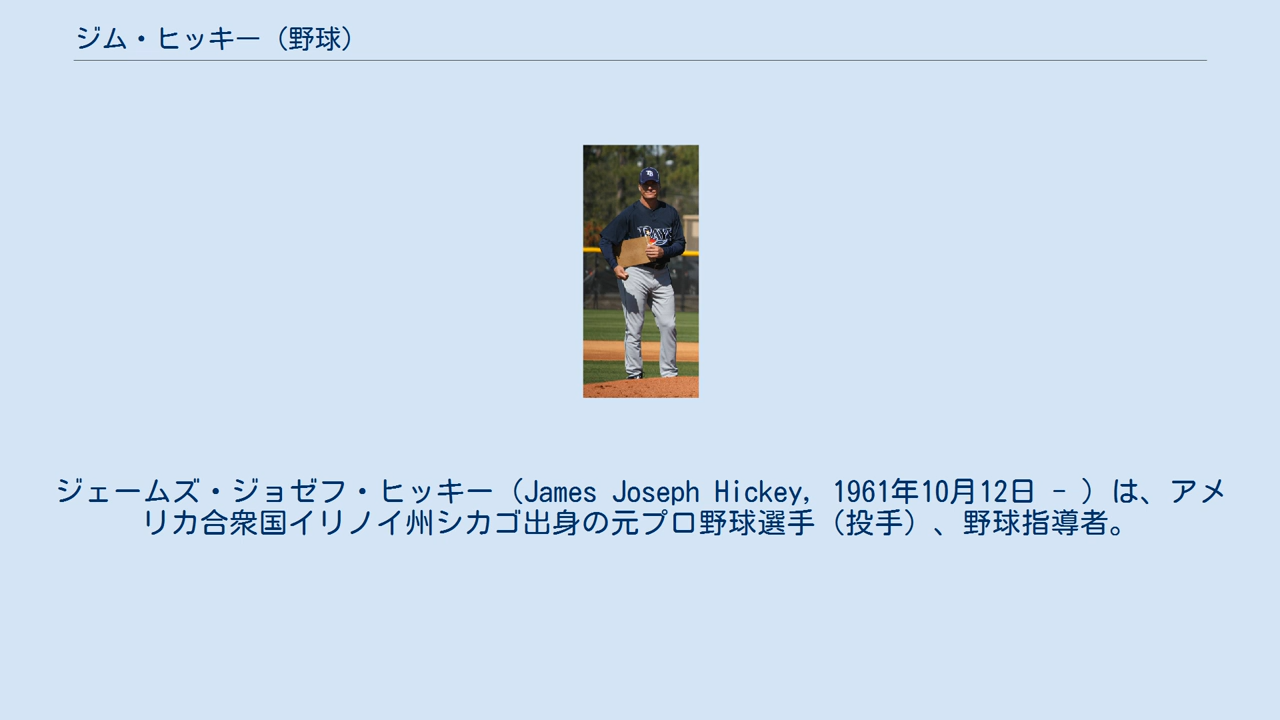 ジム・ヒッキー（野球）
ジェームズ・ジョゼフ・ヒッキー（James Joseph Hickey, 1961年10月12日 - ）は、アメ
リカ合衆国イリノイ州シカゴ出身の元プロ野球選手（投手）、野球指導者。